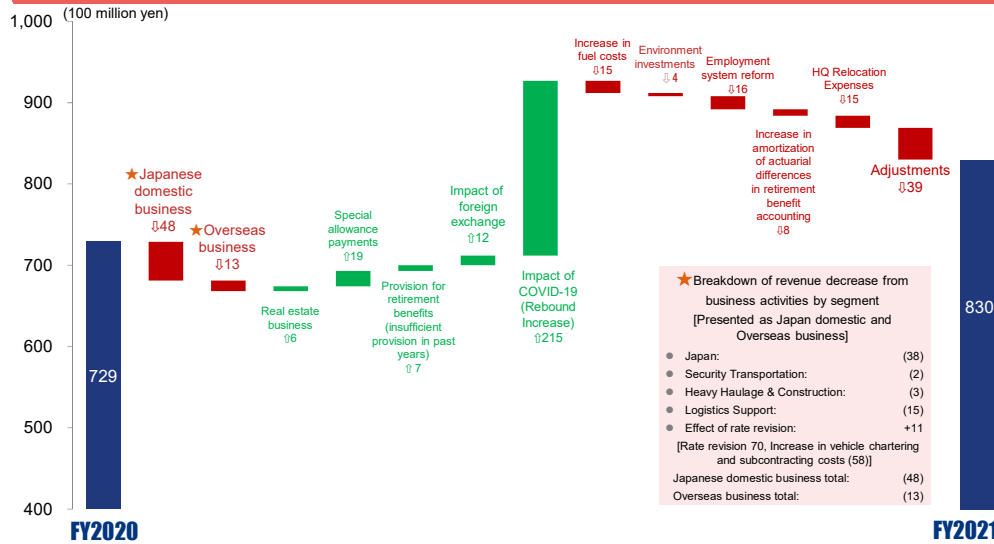 (100 million yen)
1,000
900
800
700
600
500
400
729
FY2020
★Japanese
domestic
business
⇩48
★Overseas
business
⇩13
Real estate
business
⇧6
Special
allowance
payments
⇧19
Provision for
retirement
benefits
(insufficient
provision in past
years)
⇧7
Impact of
foreign
exchange
⇧12
Impact of
COVID-19
(Rebound
Increase)
⇧215
Increase in
fuel costs
⇩15
Environment
investments
⇩4
Employment
system reform
⇩16
Increase in
amortization
of actuarial
differences
in retirement
benefit
accounting
⇩8
HQ Relocation
Expenses
⇩15
Adjustments
⇩39
830
FY2021
★Breakdown of revenue decrease from
business activities by segment
[Presented as Japan domestic and
Overseas business]
● Japan: (38)
● Security Transportation: (2)
● Heavy Haulage & Construction: (3)
● Logistics Support: (15)
● Effect of rate revision: +11
[Rate revision 70, Increase in vehicle chartering
and subcontracting costs (58)]
Japanese domestic business total: (48)
Overseas business total: (13)